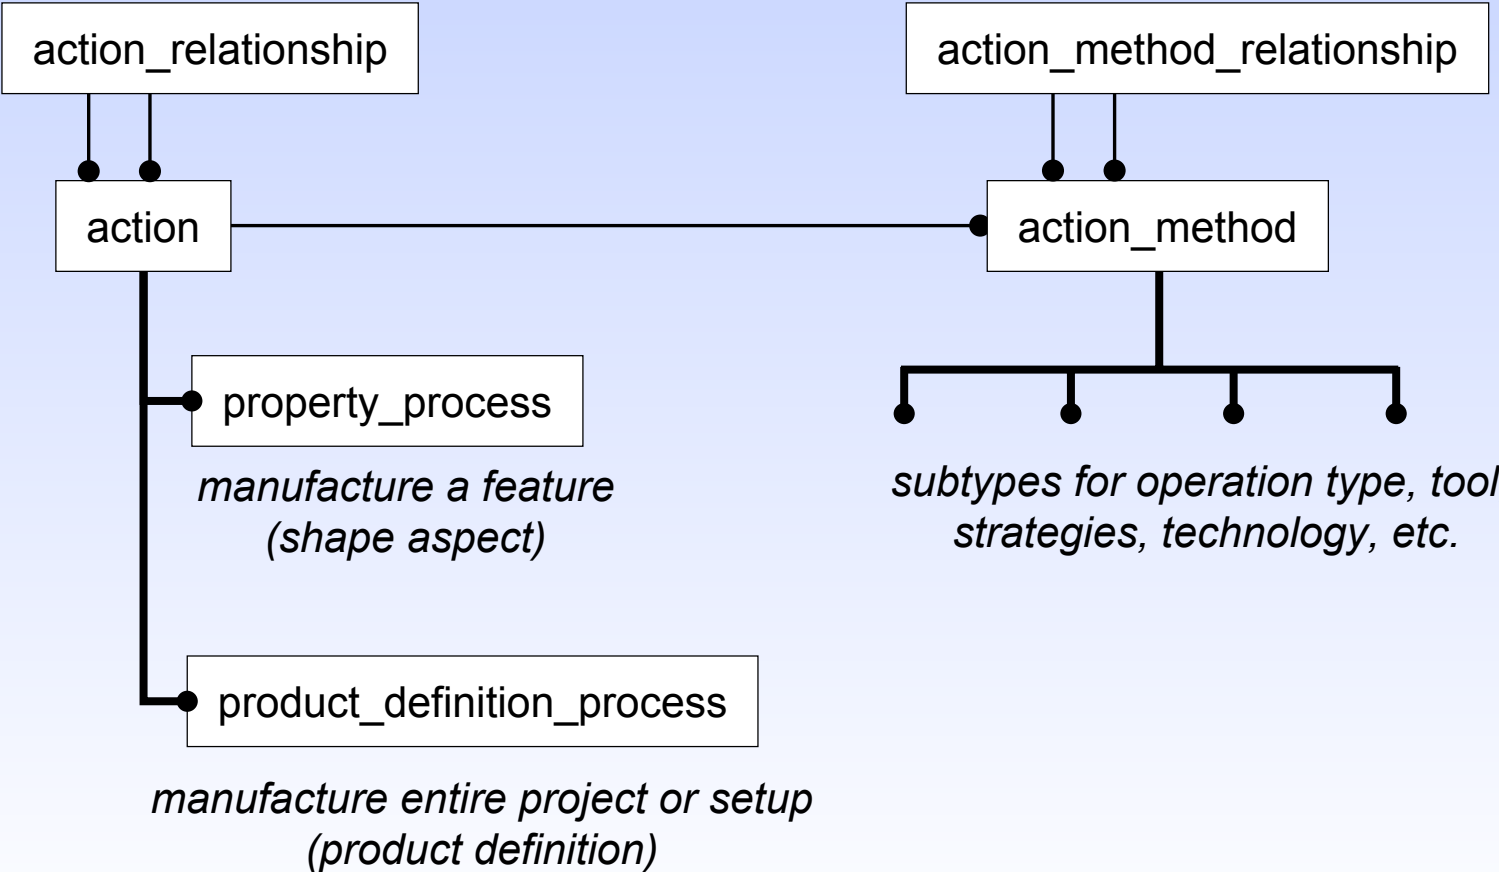 action_relationship
action_method_relationship
action
action_method
property_process
manufacture a feature
(shape aspect)
subtypes for operation type, tool
strategies, technology, etc.
product_definition_process
manufacture entire project or setup
(product definition)